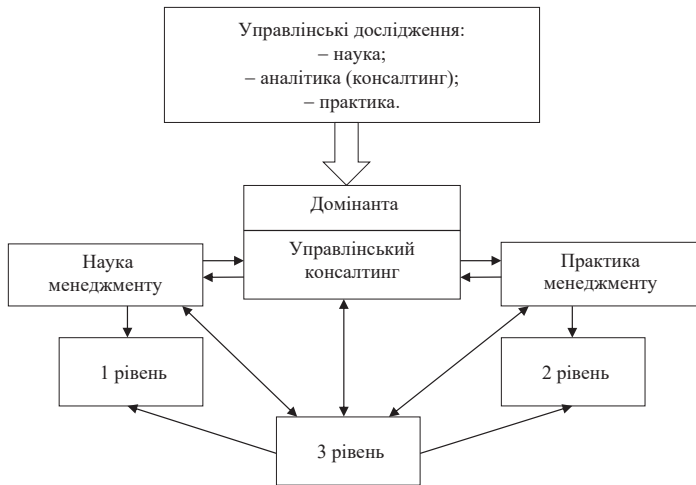 Управлінські дослідження:
– наука;
– аналітика (консалтинг);
– практика.
Домінанта
Управлінський
консалтинг
Наука
менеджменту
Практика
менеджменту
1 рівень
2 рівень
3 рівень